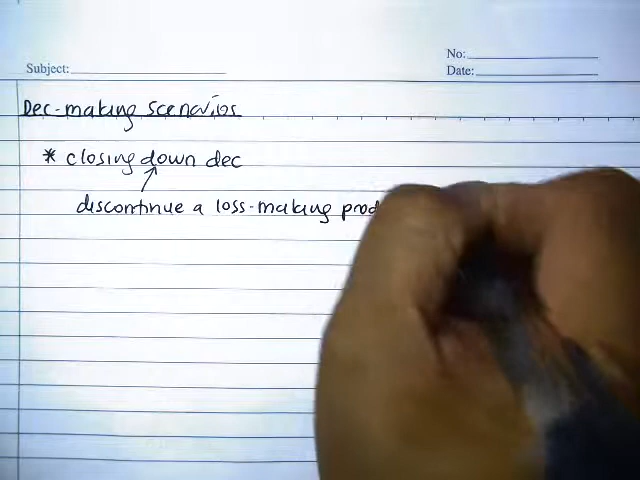 No:
Subject:
Date:
Dec-making scenarios
* closing down dec
discontinue a loss-making prod